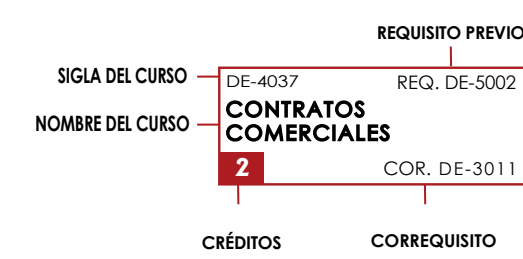 REQUISITO PREVIO
SIGLA DEL CURSO
DE-4037
REQ. DE-5002
NOMBRE DEL CURSO
CONTRATOS
COMERCIALES
2
COR. DE-3011
CRÉDITOS
CORREQUISITO